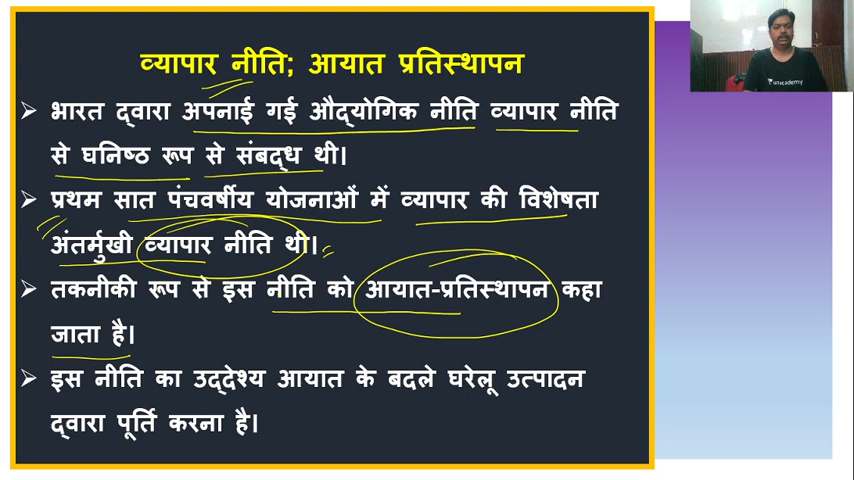 व्यापार नीति; आयात प्रतिस्थापन
➢ भारत द्वारा अपनाई गई औद्योगिक नीति व्यापार नीति
से घनिष्ठ रूप से संबद्ध थी।
➢ प्रथम सात पंचवर्षीय योजनाओं में व्यापार की विशेषता
अंतर्मुखी व्यापार नीति थी।
➢ तकनीकी रूप से इस नीति को आयात-प्रतिस्थापन कहा
जाता है।
➢ इस नीति का उद्देश्य आयात के बदले घरेलू उत्पादन
द्वारा पूर्ति करना है।
unacademy